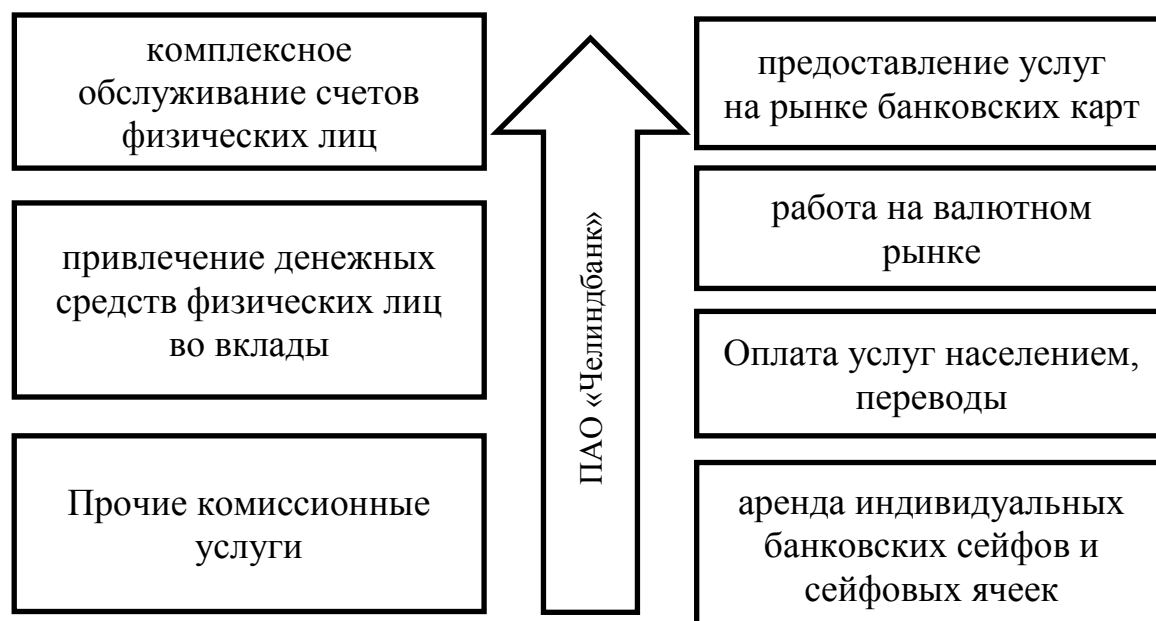 комплексное
обслуживание счетов
физических лиц
привлечение денежных
средств физических лиц
во вклады
Прочие комиссионные
услуги
ПАО «Челиндбанк»
предоставление услуг
на рынке банковских карт
работа на валютном
рынке
Оплата услуг населением,
переводы
аренда индивидуальных
банковских сейфов и
сейфовых ячеек